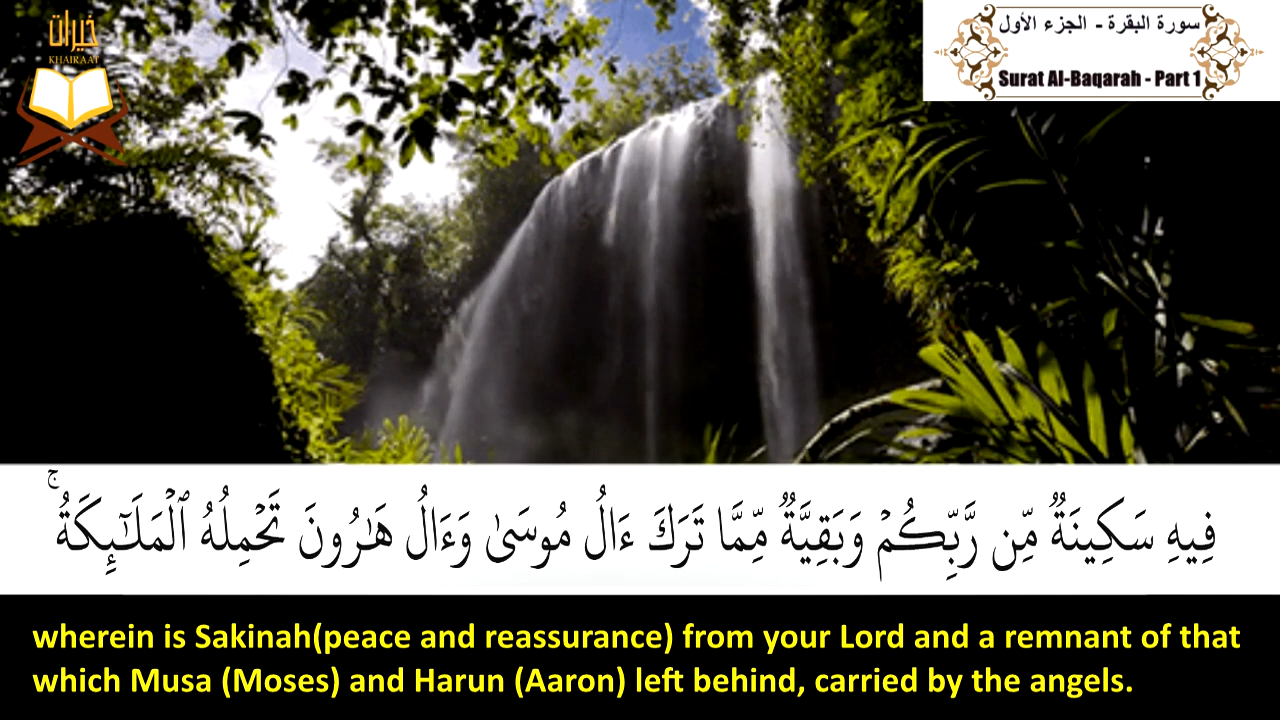 خيرات
KHAIRAAT
سورة البقرة - الجزء الأول
Surat Al-Baqarah - Part 1
فِيهِ سَكِينَةٌ مِّن رَّبِّكُمْ وَبَقِيَّةٌ مِّمَّا تَرَكَ ءَالُ مُوسَىٰ وَءَالُ هَٰرُونَ تَحْمِلُهُ ٱلْمَلَٰٓئِكَةُ ۚ
wherein is Sakinah(peace and reassurance) from your Lord and a remnant of that
which Musa (Moses) and Harun (Aaron) left behind, carried by the angels.